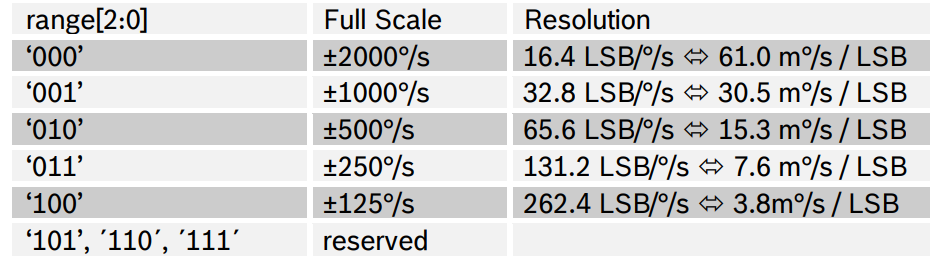 range[2:0] Full Scale Resolution
‘000’ ±2000°/s 16.4 LSB/°/s ⬄ 61.0 m°/s / LSB
‘001’ ±1000°/s 32.8 LSB/°/s ⬄ 30.5 m°/s / LSB
‘010’ ±500°/s 65.6 LSB/°/s ⬄ 15.3 m°/s / LSB
‘011’ ±250°/s 131.2 LSB/°/s ⬄ 7.6 m°/s / LSB
‘100’ ±125°/s 262.4 LSB/°/s ⬄ 3.8m°/s / LSB
‘101’, ´110´, ´111´ reserved